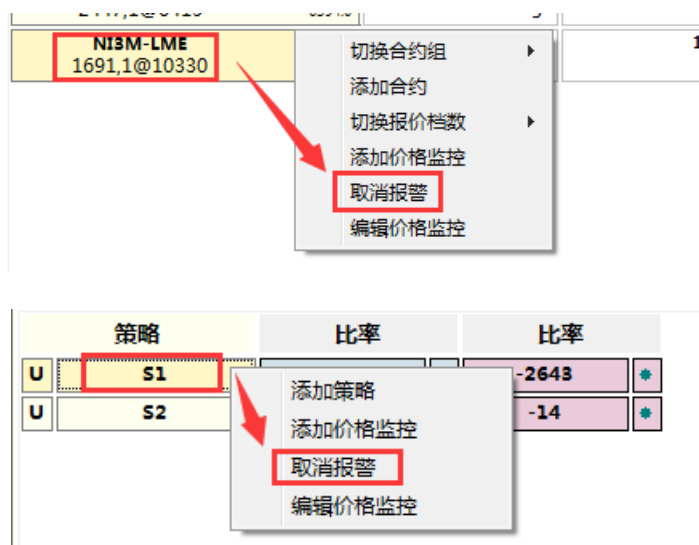 NI3M-LME
1691,1@10330
切换合约组
添加合约
切换报价档数
添加价格监控
取消报警
编辑价格监控
策略 比率 比率
U S1 -2643
U S2 -14
添加策略
添加价格监控
取消报警
编辑价格监控